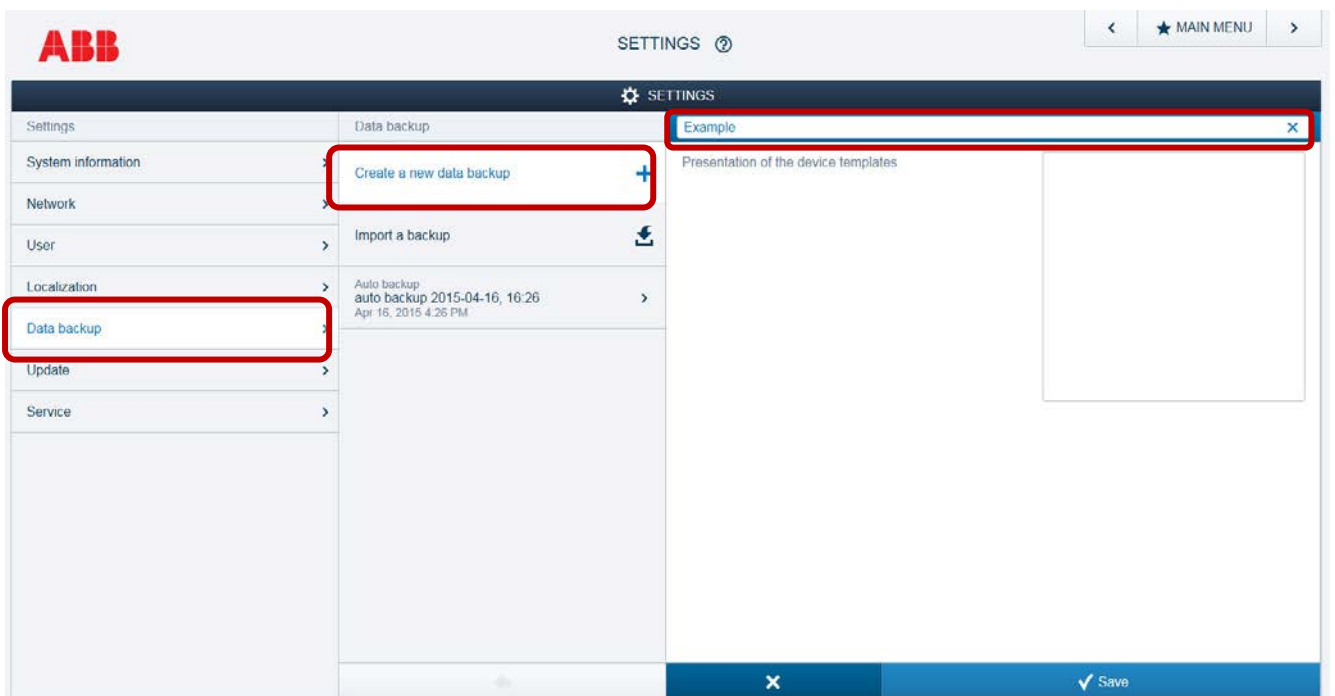 ABB
SETTINGS ?
MAIN MENU
SETTINGS
Settings
System information
Network
User
Localization
Data backup
Update
Service
Data backup
Create a new data backup
Import a backup
Auto backup
auto backup 2015-04-16, 16:26
Apr 16, 2015 4:26 PM
Example
Presentation of the device templates
Save